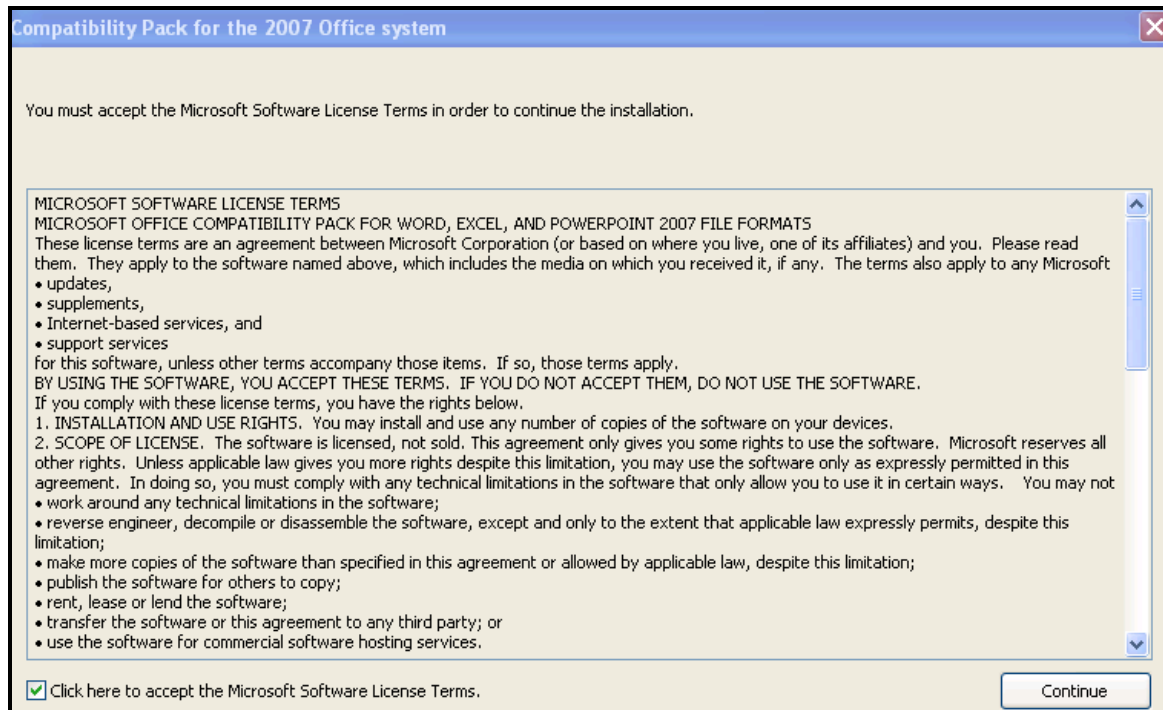 Compatibility Pack for the 2007 Office system
You must accept the Microsoft Software License Terms in order to continue the installation.
MICROSOFT SOFTWARE LICENSE TERMS
MICROSOFT OFFICE COMPATIBILITY PACK FOR WORD, EXCEL, AND POWERPOINT 2007 FILE FORMATS
These license terms are an agreement between Microsoft Corporation (or based on where you live, one of its affiliates) and you.  Please read
them.  They apply to the software named above, which includes the media on which you received it, if any.  The terms also apply to any Microsoft
• updates,
• supplements,
• Internet-based services, and
• support services
for this software, unless other terms accompany those items.  If so, those terms apply.
BY USING THE SOFTWARE, YOU ACCEPT THESE TERMS.  IF YOU DO NOT ACCEPT THEM, DO NOT USE THE SOFTWARE.
If you comply with these license terms, you have the rights below.
1. INSTALLATION AND USE RIGHTS.  You may install and use any number of copies of the software on your devices.
2. SCOPE OF LICENSE.  The software is licensed, not sold. This agreement only gives you some rights to use the software.  Microsoft reserves all
other rights.  Unless applicable law gives you more rights despite this limitation, you may use the software only as expressly permitted in this
agreement.  In doing so, you must comply with any technical limitations in the software that only allow you to use it in certain ways.    You may not
• work around any technical limitations in the software;
• reverse engineer, decompile or disassemble the software, except and only to the extent that applicable law expressly permits, despite this
limitation;
• make more copies of the software than specified in this agreement or allowed by applicable law, despite this limitation;
• publish the software for others to copy;
• rent, lease or lend the software;
• transfer the software or this agreement to any third party; or
• use the software for commercial software hosting services.
Click here to accept the Microsoft Software License Terms.
Continue